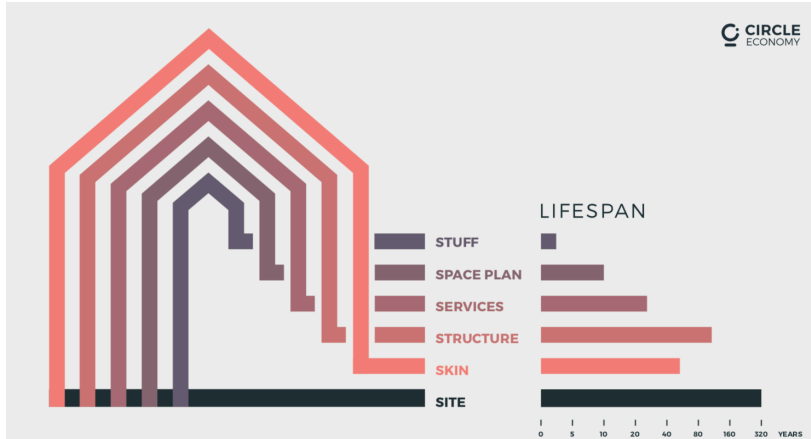 CIRCLE
ECONOMY
LIFESPAN
STUFF
SPACE PLAN
SERVICES
STRUCTURE
SKIN
SITE
0 5 10 20 40 80 160 320 YEARS